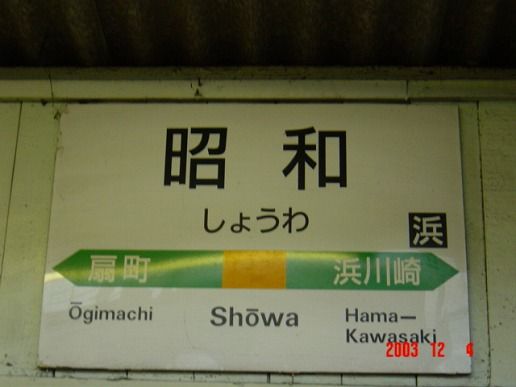 昭和
しょうわ
浜
扇町 浜川崎
Ōgimachi Shōwa Hama–
Kawasaki
2003 12 4